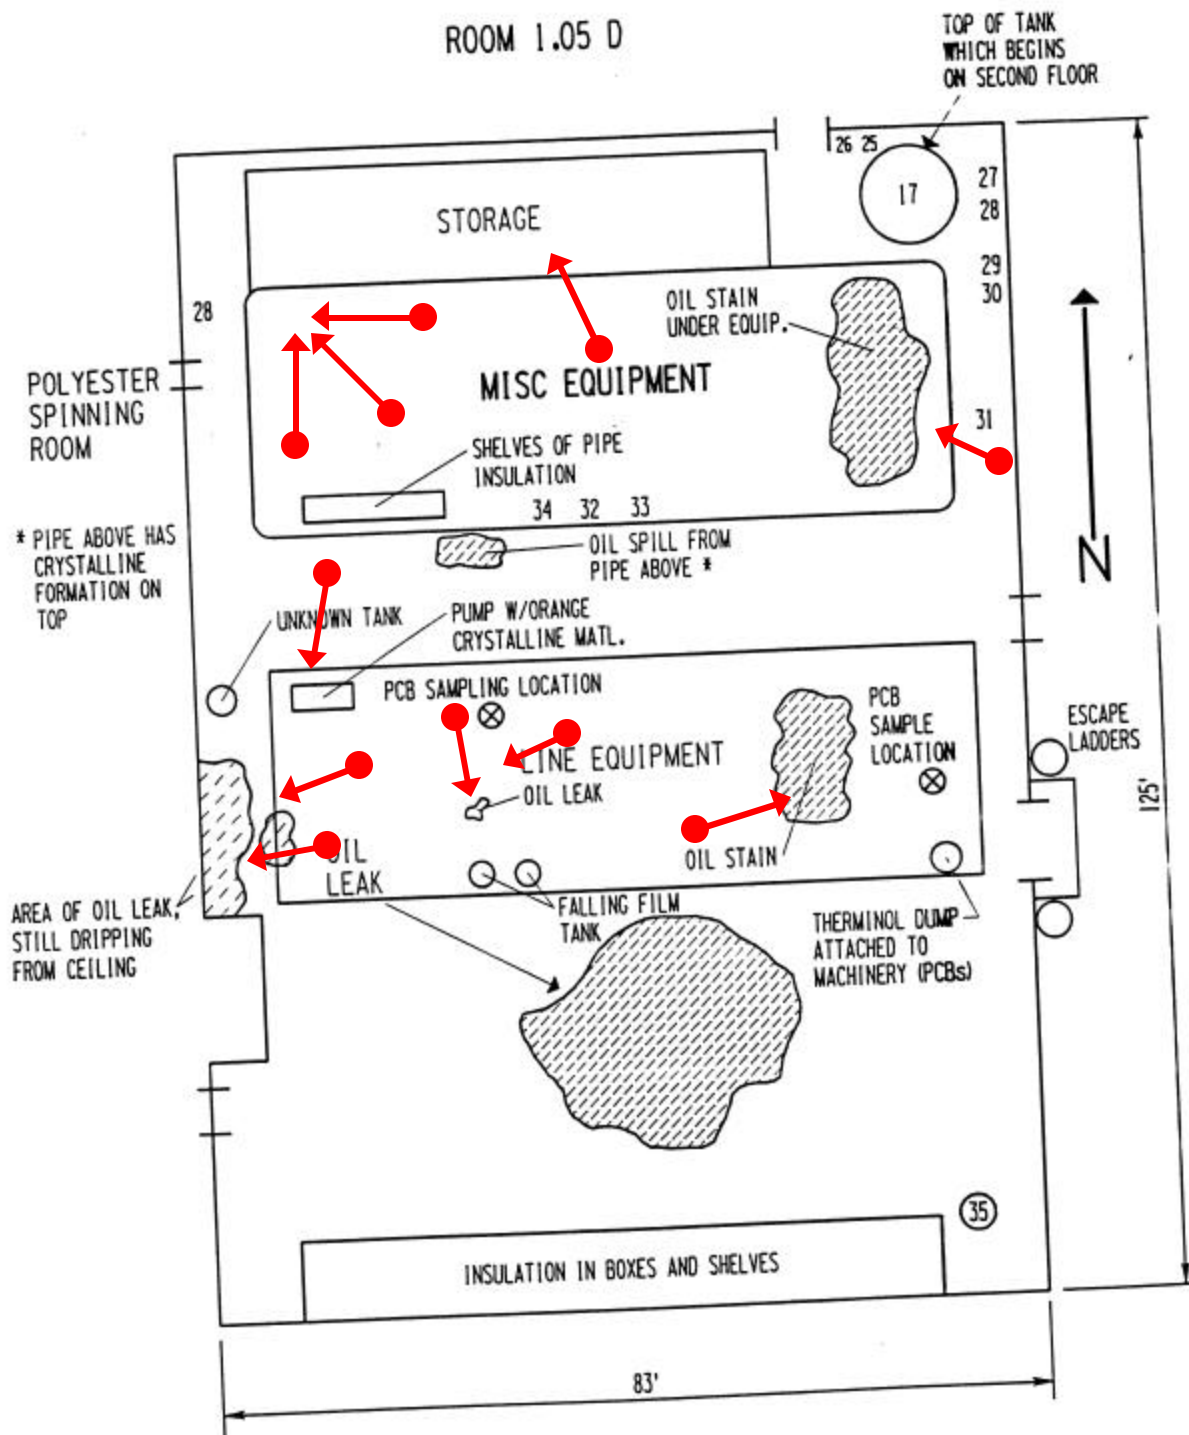 ROOM 1.05 D
TOP OF TANK
WHICH BEGINS
ON SECOND FLOOR
26 25
17
27
28
STORAGE
29
30
28
OIL STAIN
UNDER EQUIP.
MISC EQUIPMENT
31
POLYESTER
SPINNING
ROOM
SHELVES OF PIPE
INSULATION
34 32 33
* PIPE ABOVE HAS
CRYSTALLINE
FORMATION ON
TOP
OIL SPILL FROM
PIPE ABOVE *
N
UNKNOWN TANK
PUMP W/ORANGE
CRYSTALLINE MATL.
PCB SAMPLING LOCATION
PCB
SAMPLE
LOCATION
ESCAPE
LADDERS
LINE EQUIPMENT
OIL LEAK
125'
OIL STAIN
OIL
LEAK
AREA OF OIL LEAK,
STILL DRIPPING
FROM CEILING
FALLING FILM
TANK
THERMINOL DUMP
ATTACHED TO
MACHINERY (PCBs)
35
INSULATION IN BOXES AND SHELVES
83'